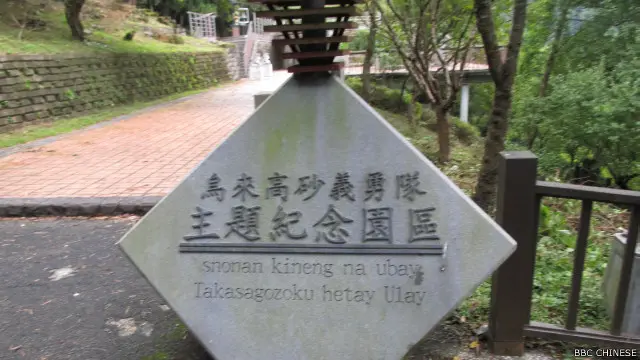 烏來高砂義勇隊
主題紀念園區
snonan kineng na ubay
Takasagozoku hetay Ulay
BBC CHINESE